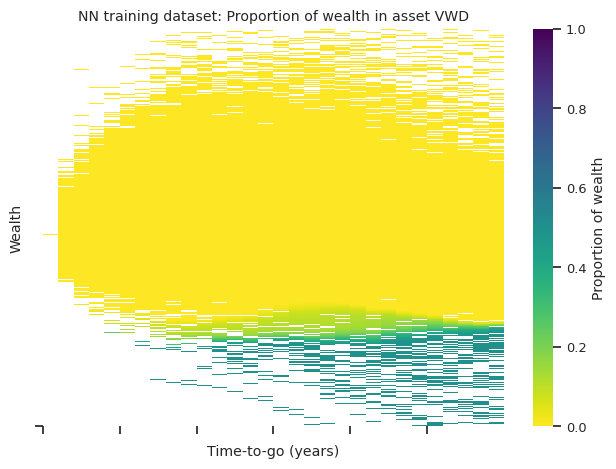 NN training dataset: Proportion of wealth in asset VWD
Wealth
Time-to-go (years)
1.0
0.8
0.6
0.4
0.2
0.0
Proportion of wealth